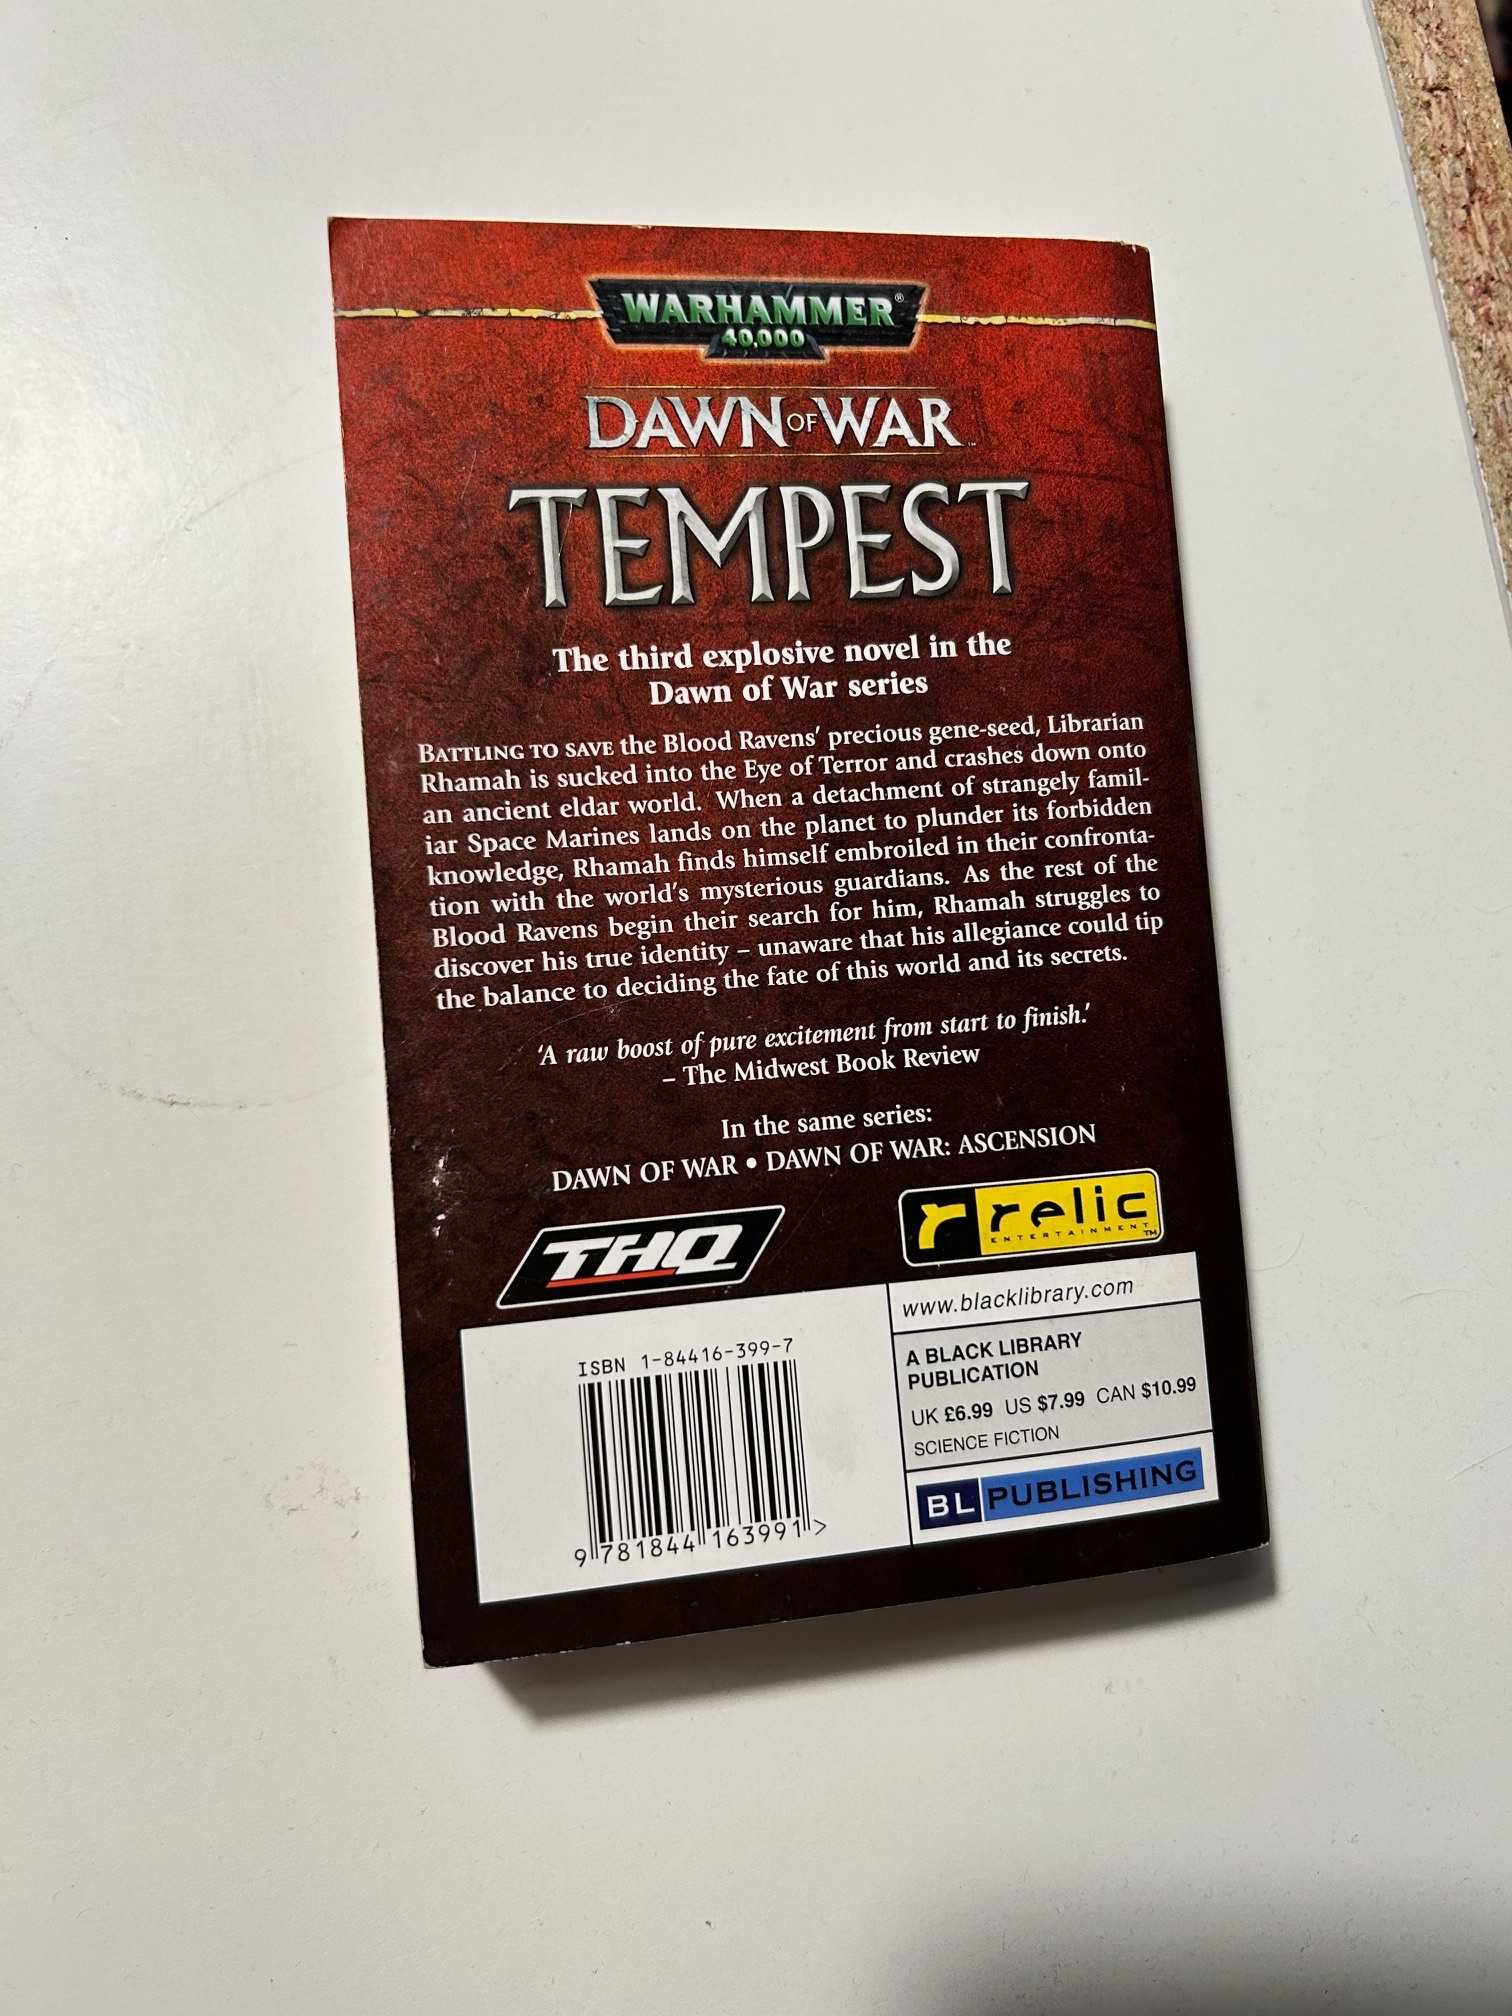 WARHAMMER®
40,000
DAWN OF WAR™
TEMPEST
The third explosive novel in the
Dawn of War series
BATTLING TO SAVE the Blood Ravens' precious gene-seed, Librarian
Rhamah is sucked into the Eye of Terror and crashes down onto
an ancient eldar world. When a detachment of strangely famil-
iar Space Marines lands on the planet to plunder its forbidden
knowledge, Rhamah finds himself embroiled in their confronta-
tion with the world's mysterious guardians. As the rest of the
Blood Ravens begin their search for him, Rhamah struggles to
discover his true identity – unaware that his allegiance could tip
the balance to deciding the fate of this world and its secrets.
'A raw boost of pure excitement from start to finish.'
– The Midwest Book Review
In the same series:
DAWN OF WAR • DAWN OF WAR: ASCENSION
THQ
r relic
ENTERTAINMENT™
www.blacklibrary.com
ISBN 1-84416-399-7
A BLACK LIBRARY
PUBLICATION
UK £6.99 US $7.99 CAN $10.99
SCIENCE FICTION
BL PUBLISHING
9 781844 163991 >